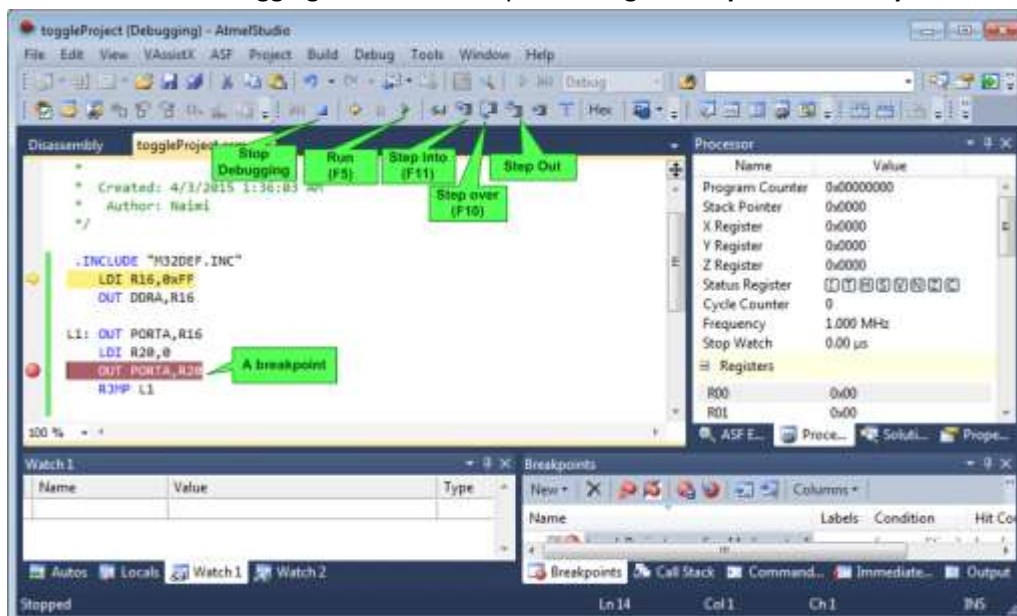 toggleProject (Debugging) - AtmelStudio
File Edit View VAssistX ASF Project Build Debug Tools Window Help
Debug
Hex
Disassembly toggleProject.asm
Processor
Stop Debugging
Run (F5)
Step Into (F11)
Step over (F10)
Step Out
*
* Created: 4/3/2015 1:36:03 AM
* Author: Naimi
*/
.INCLUDE "M32DEF.INC"
LDI R16,0xFF
OUT DDRA,R16
L1: OUT PORTA,R16
LDI R20,0
OUT PORTA,R20
RJMP L1
A breakpoint
100 %
Name Value
Program Counter 0x00000000
Stack Pointer 0x0000
X Register 0x0000
Y Register 0x0000
Z Register 0x0000
Status Register I T H S V N Z C
Cycle Counter 0
Frequency 1.000 MHz
Stop Watch 0.00 µs
Registers
R00 0x00
R01 0x00
ASF E... Proce... Soluti... Prope...
Watch 1
Name Value Type
Autos Locals Watch 1 Watch 2
Breakpoints
New Columns
Name Labels Condition Hit Co
Breakpoints Call Stack Command... Immediate... Output
Stopped Ln 14 Col 1 Ch 1 INS